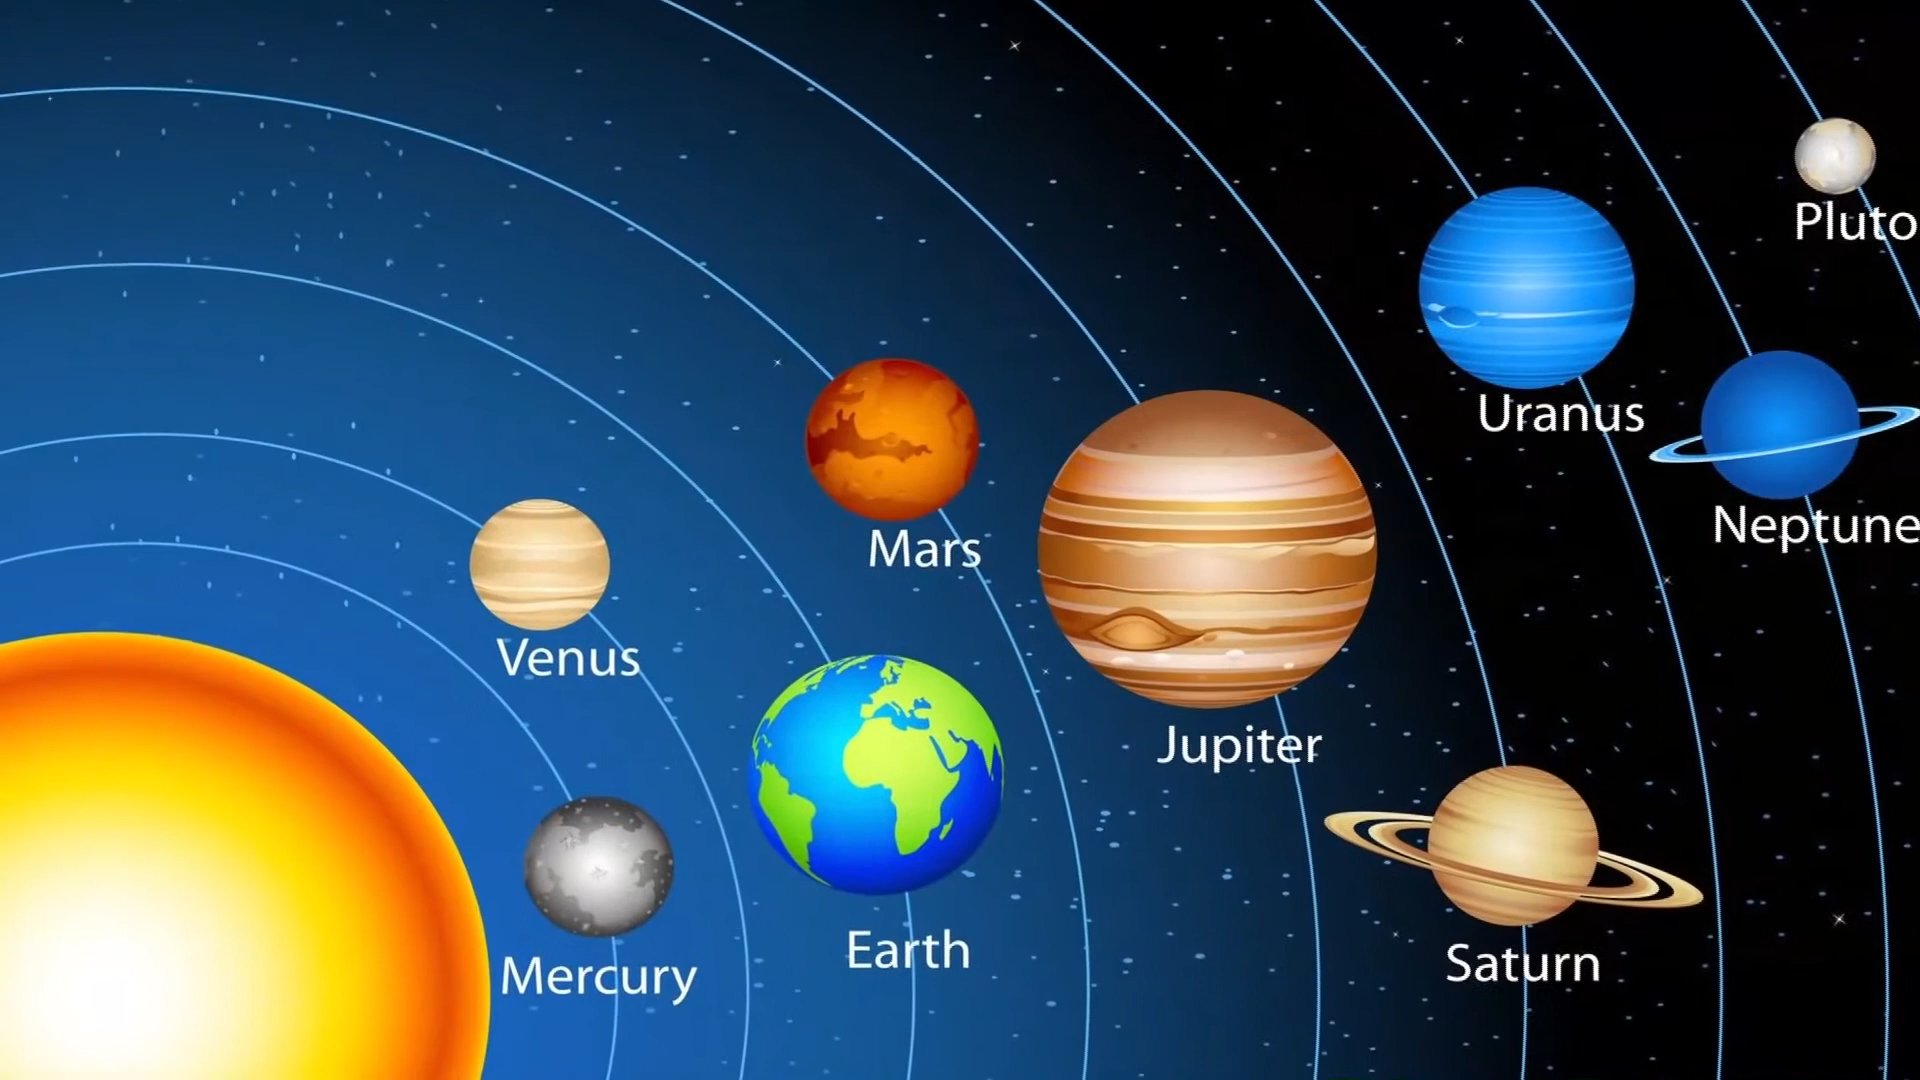 Pluto
Uranus
Neptune
Mars
Venus
Jupiter
Earth
Saturn
Mercury